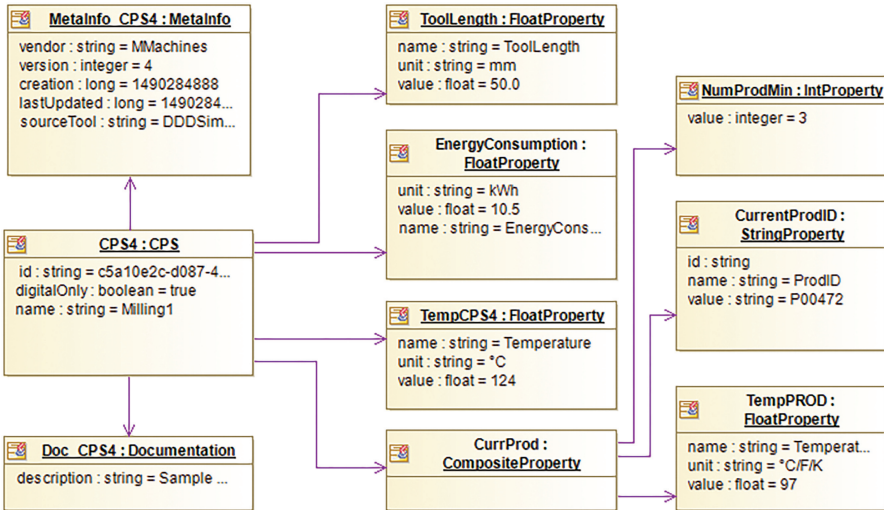 MetaInfo_CPS4 : MetaInfo
vendor : string = MMachines
version : integer = 4
creation : long = 1490284888
lastUpdated : long = 1490284...
sourceTool : string = DDDSim...
CPS4 : CPS
id : string = c5a10e2c-d087-4...
digitalOnly : boolean = true
name : string = Milling1
Doc_CPS4 : Documentation
description : string = Sample ...
ToolLength : FloatProperty
name : string = ToolLength
unit : string = mm
value : float = 50.0
EnergyConsumption :
FloatProperty
unit : string = kWh
value : float = 10.5
name : string = EnergyCons...
TempCPS4 : FloatProperty
name : string = Temperature
unit : string = °C
value : float = 124
CurrProd :
CompositeProperty
NumProdMin : IntProperty
value : integer = 3
CurrentProdID :
StringProperty
id : string
name : string = ProdID
value : string = P00472
TempPROD :
FloatProperty
name : string = Temperat...
unit : string = °C/F/K
value : float = 97